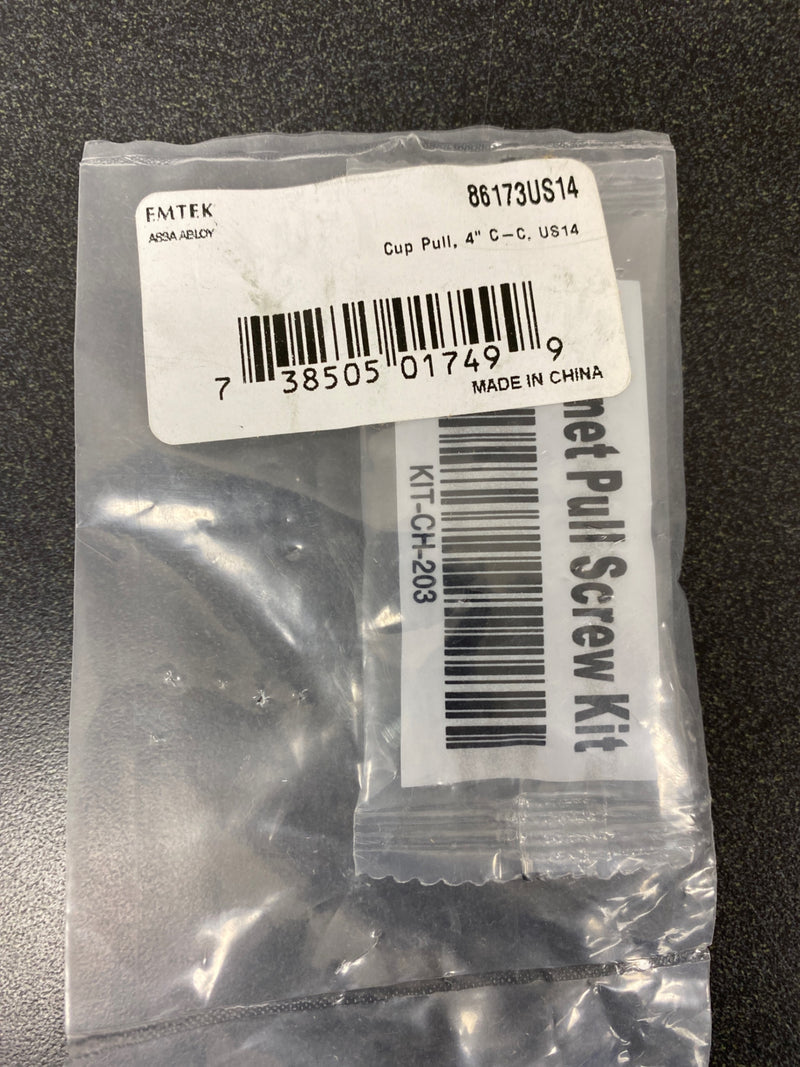 EMTEK
ASSA ABLOY
86173US14
Cup Pull, 4" C-C, US14
7 38505 01749 9
MADE IN CHINA
net Pull Screw Kit
KIT-CH-203